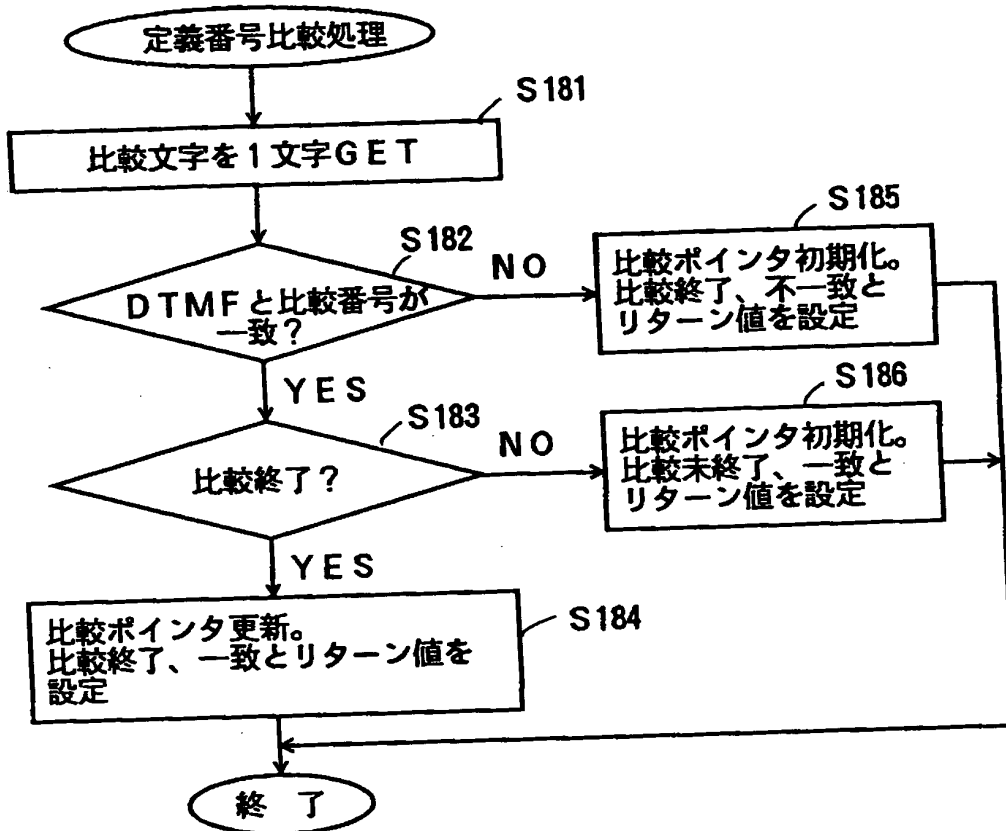 定義番号比較処理
S181
比較文字を1文字GET
S182
DTMFと比較番号が
一致?
NO
S185
比較ポインタ初期化。
比較終了、不一致と
リターン値を設定
YES
S183
比較終了?
NO
S186
比較ポインタ初期化。
比較未終了、一致と
リターン値を設定
YES
S184
比較ポインタ更新。
比較終了、一致とリターン値を
設定
終 了